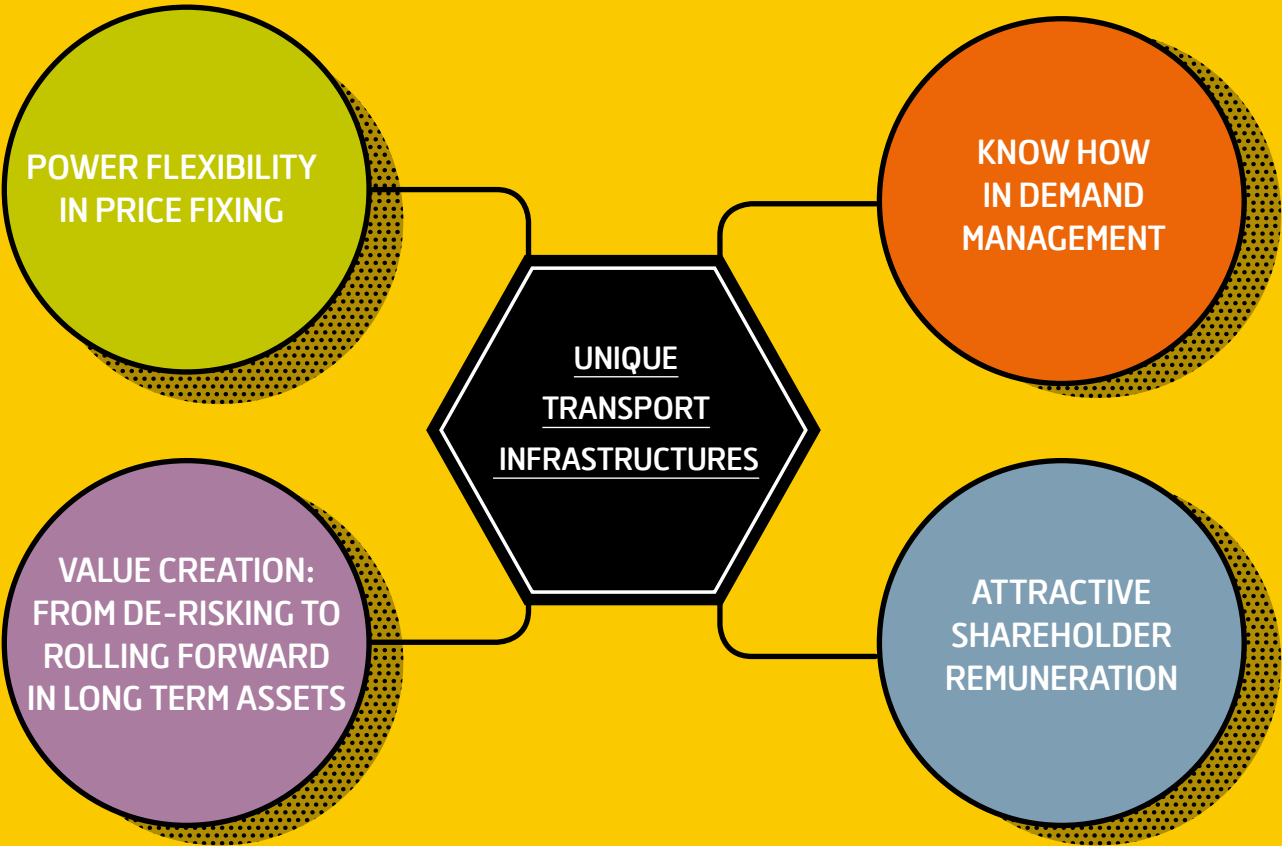 POWER FLEXIBILITY
IN PRICE FIXING
KNOW HOW
IN DEMAND
MANAGEMENT
UNIQUE
TRANSPORT
INFRASTRUCTURES
VALUE CREATION:
FROM DE-RISKING TO
ROLLING FORWARD
IN LONG TERM ASSETS
ATTRACTIVE
SHAREHOLDER
REMUNERATION